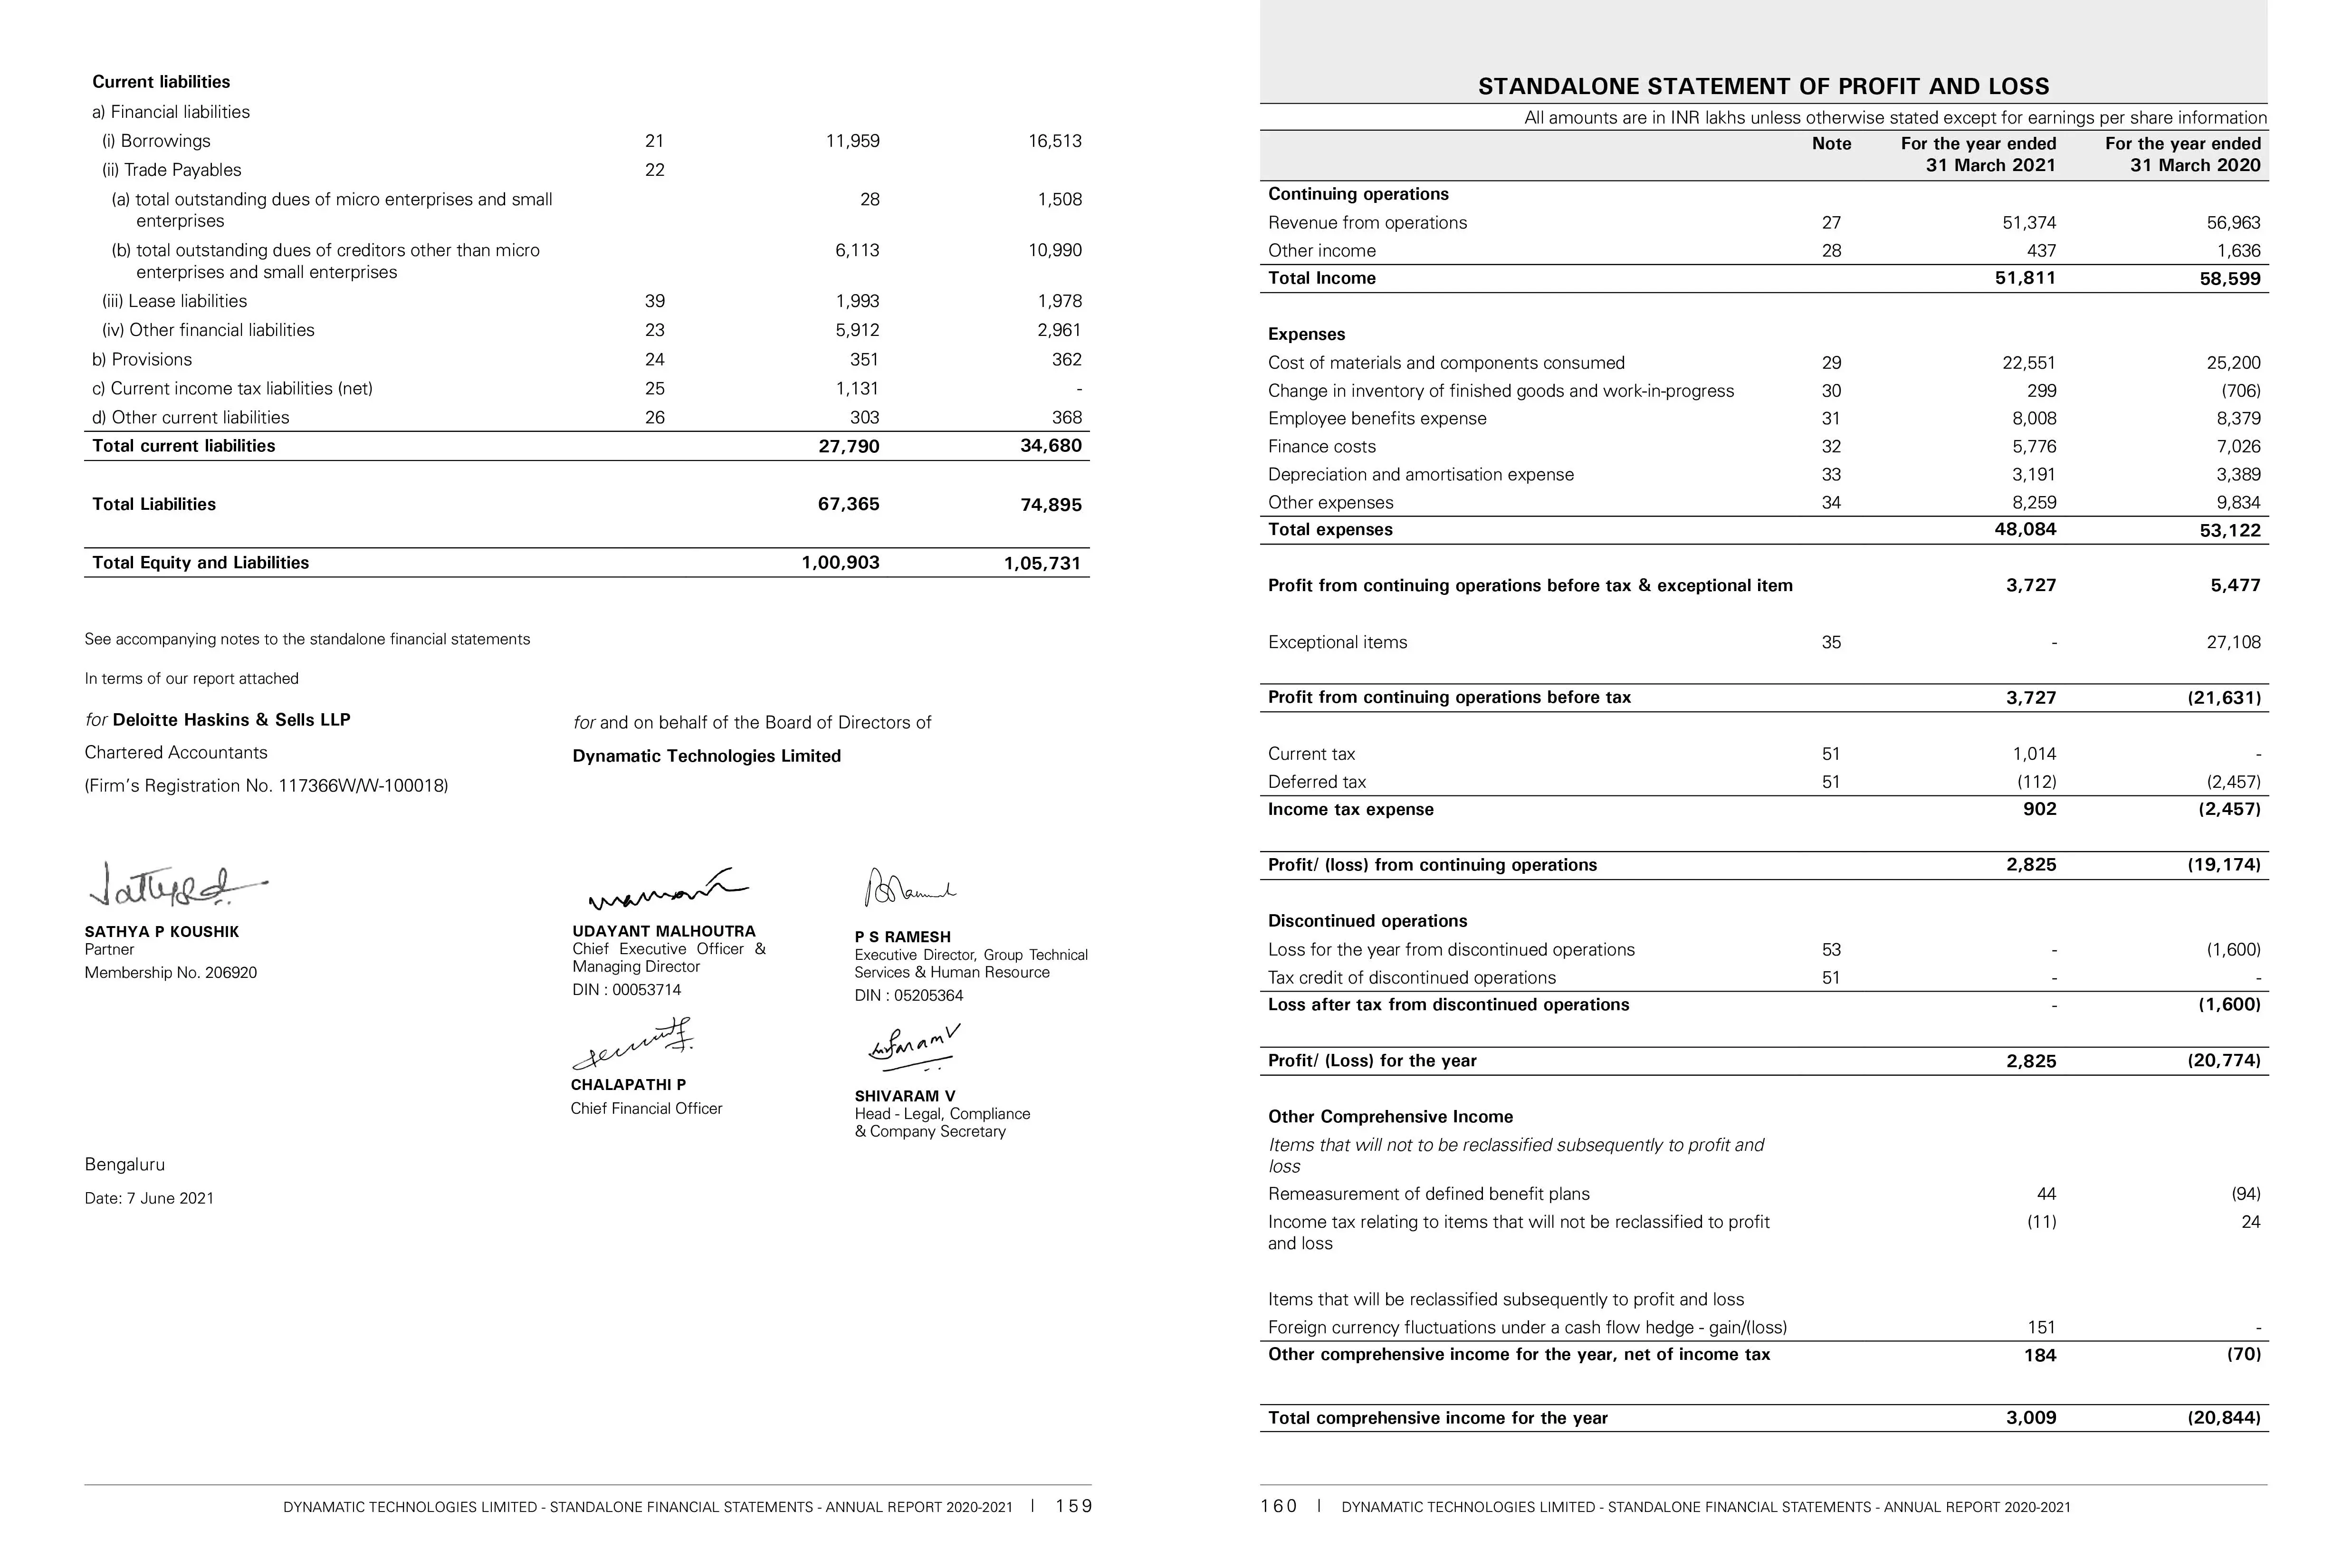 Current liabilities
a) Financial liabilities
(i) Borrowings 21 11,959 16,513
(ii) Trade Payables 22
(a) total outstanding dues of micro enterprises and small 28 1,508
enterprises
(b) total outstanding dues of creditors other than micro 6,113 10,990
enterprises and small enterprises
(iii) Lease liabilities 39 1,993 1,978
(iv) Other financial liabilities 23 5,912 2,961
b) Provisions 24 351 362
c) Current income tax liabilities (net) 25 1,131 -
d) Other current liabilities 26 303 368
Total current liabilities 27,790 34,680
Total Liabilities 67,365 74,895
Total Equity and Liabilities 1,00,903 1,05,731
See accompanying notes to the standalone financial statements
In terms of our report attached
for Deloitte Haskins & Sells LLP
Chartered Accountants
(Firm's Registration No. 117366W/W-100018)
for and on behalf of the Board of Directors of
Dynamatic Technologies Limited
SATHYA P KOUSHIK
Partner
Membership No. 206920
UDAYANT MALHOUTRA
Chief Executive Officer &
Managing Director
DIN : 00053714
P S RAMESH
Executive Director, Group Technical
Services & Human Resource
DIN : 05205364
CHALAPATHI P
Chief Financial Officer
SHIVARAM V
Head - Legal, Compliance
& Company Secretary
Bengaluru
Date: 7 June 2021
DYNAMATIC TECHNOLOGIES LIMITED - STANDALONE FINANCIAL STATEMENTS - ANNUAL REPORT 2020-2021 | 159
STANDALONE STATEMENT OF PROFIT AND LOSS
All amounts are in INR lakhs unless otherwise stated except for earnings per share information
Note For the year ended For the year ended
31 March 2021 31 March 2020
Continuing operations
Revenue from operations 27 51,374 56,963
Other income 28 437 1,636
Total Income 51,811 58,599
Expenses
Cost of materials and components consumed 29 22,551 25,200
Change in inventory of finished goods and work-in-progress 30 299 (706)
Employee benefits expense 31 8,008 8,379
Finance costs 32 5,776 7,026
Depreciation and amortisation expense 33 3,191 3,389
Other expenses 34 8,259 9,834
Total expenses 48,084 53,122
Profit from continuing operations before tax & exceptional item 3,727 5,477
Exceptional items 35 - 27,108
Profit from continuing operations before tax 3,727 (21,631)
Current tax 51 1,014 -
Deferred tax 51 (112) (2,457)
Income tax expense 902 (2,457)
Profit/ (loss) from continuing operations 2,825 (19,174)
Discontinued operations
Loss for the year from discontinued operations 53 - (1,600)
Tax credit of discontinued operations 51 - -
Loss after tax from discontinued operations - (1,600)
Profit/ (Loss) for the year 2,825 (20,774)
Other Comprehensive Income
Items that will not to be reclassified subsequently to profit and
loss
Remeasurement of defined benefit plans 44 (94)
Income tax relating to items that will not be reclassified to profit (11) 24
and loss
Items that will be reclassified subsequently to profit and loss
Foreign currency fluctuations under a cash flow hedge - gain/(loss) 151 -
Other comprehensive income for the year, net of income tax 184 (70)
Total comprehensive income for the year 3,009 (20,844)
160 | DYNAMATIC TECHNOLOGIES LIMITED - STANDALONE FINANCIAL STATEMENTS - ANNUAL REPORT 2020-2021